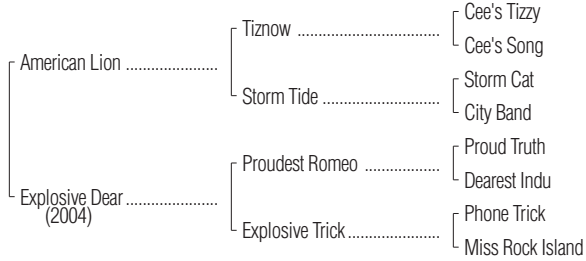 Cee's Tizzy
Tiznow ................................
Cee's Song
American Lion .....................
Storm Cat
Storm Tide ..........................
City Band
Proud Truth
Proudest Romeo .................
Dearest Indu
Explosive Dear .....................
(2004)
Phone Trick
Explosive Trick .....................
Miss Rock Island